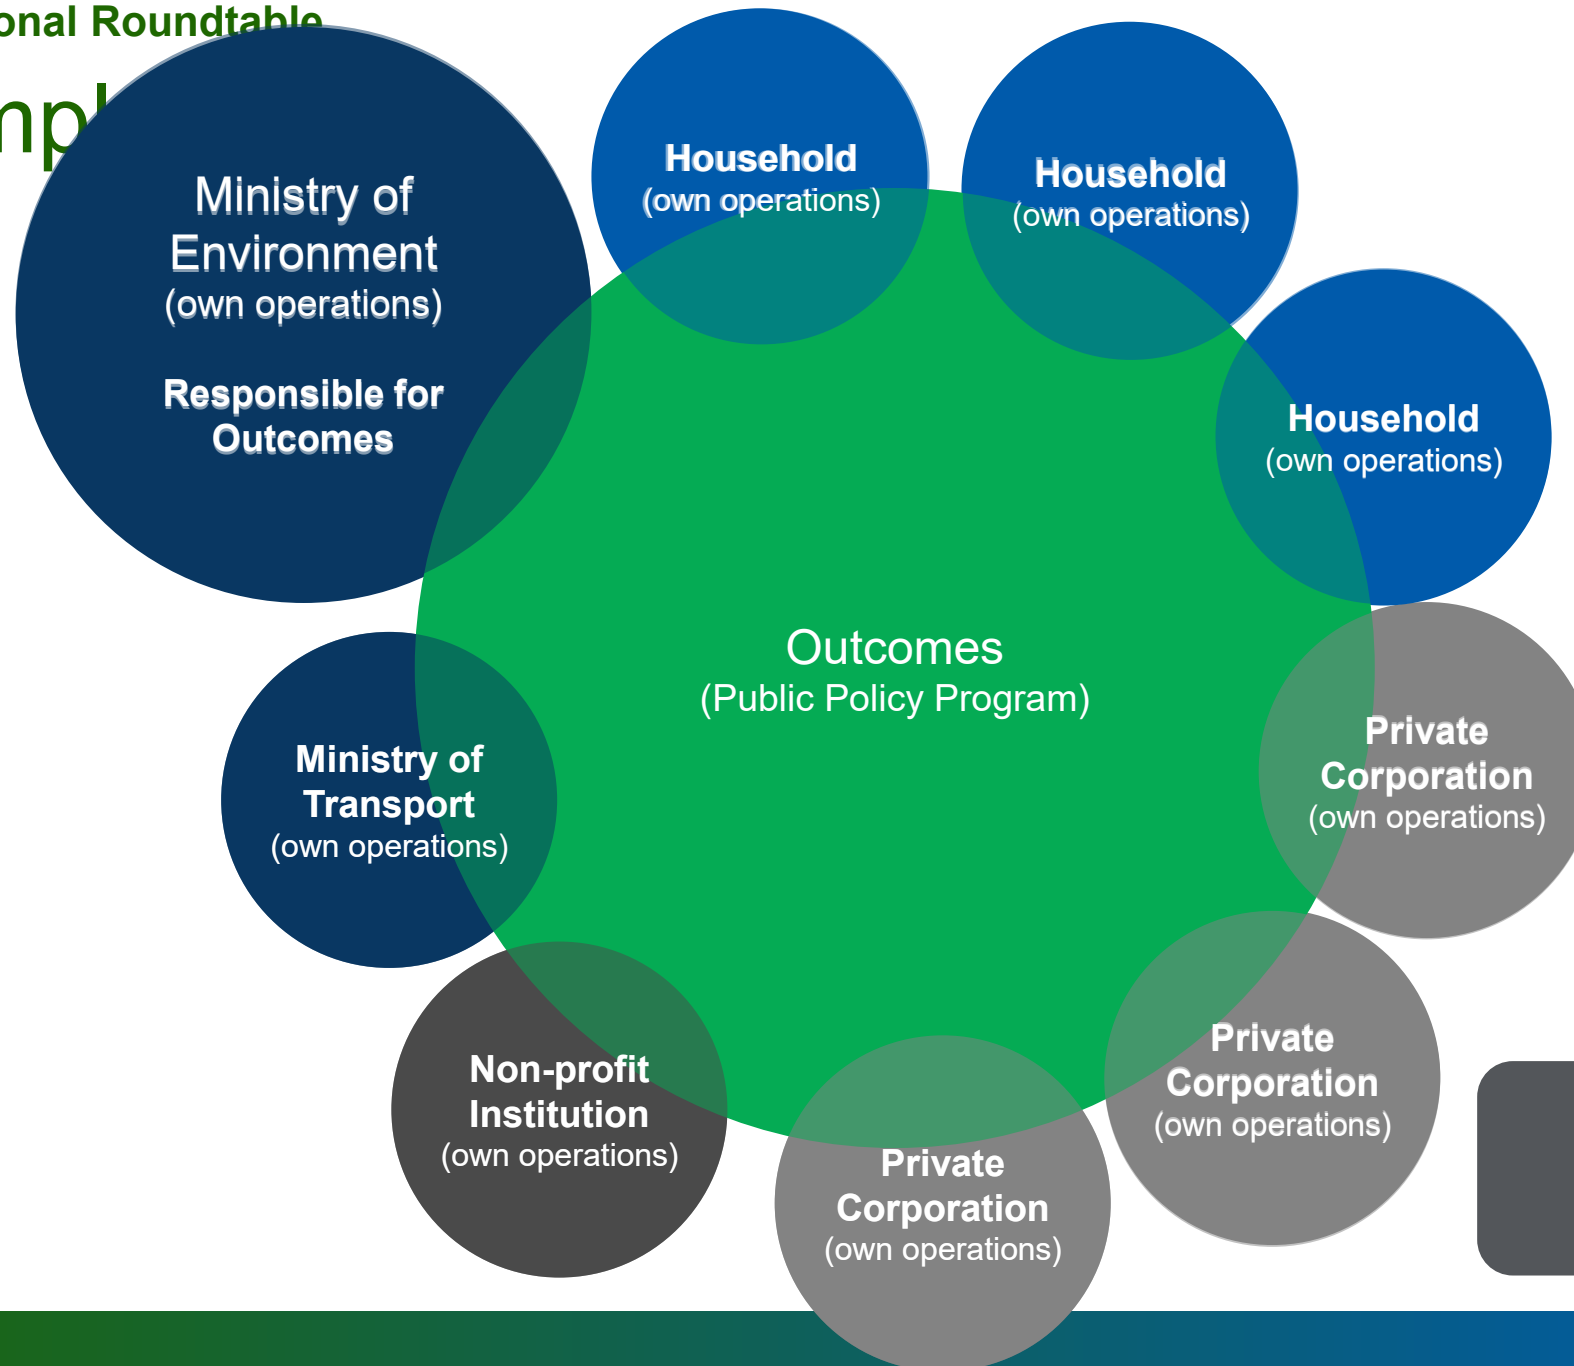 onal Roundtable
Ministry of
Environment
(own operations)
Responsible for
Outcomes
Household
(own operations)
Household
(own operations)
Household
(own operations)
Outcomes
(Public Policy Program)
Private
Corporation
(own operations)
Ministry of
Transport
(own operations)
Private
Corporation
(own operations)
Non-profit
Institution
(own operations)
Private
Corporation
(own operations)